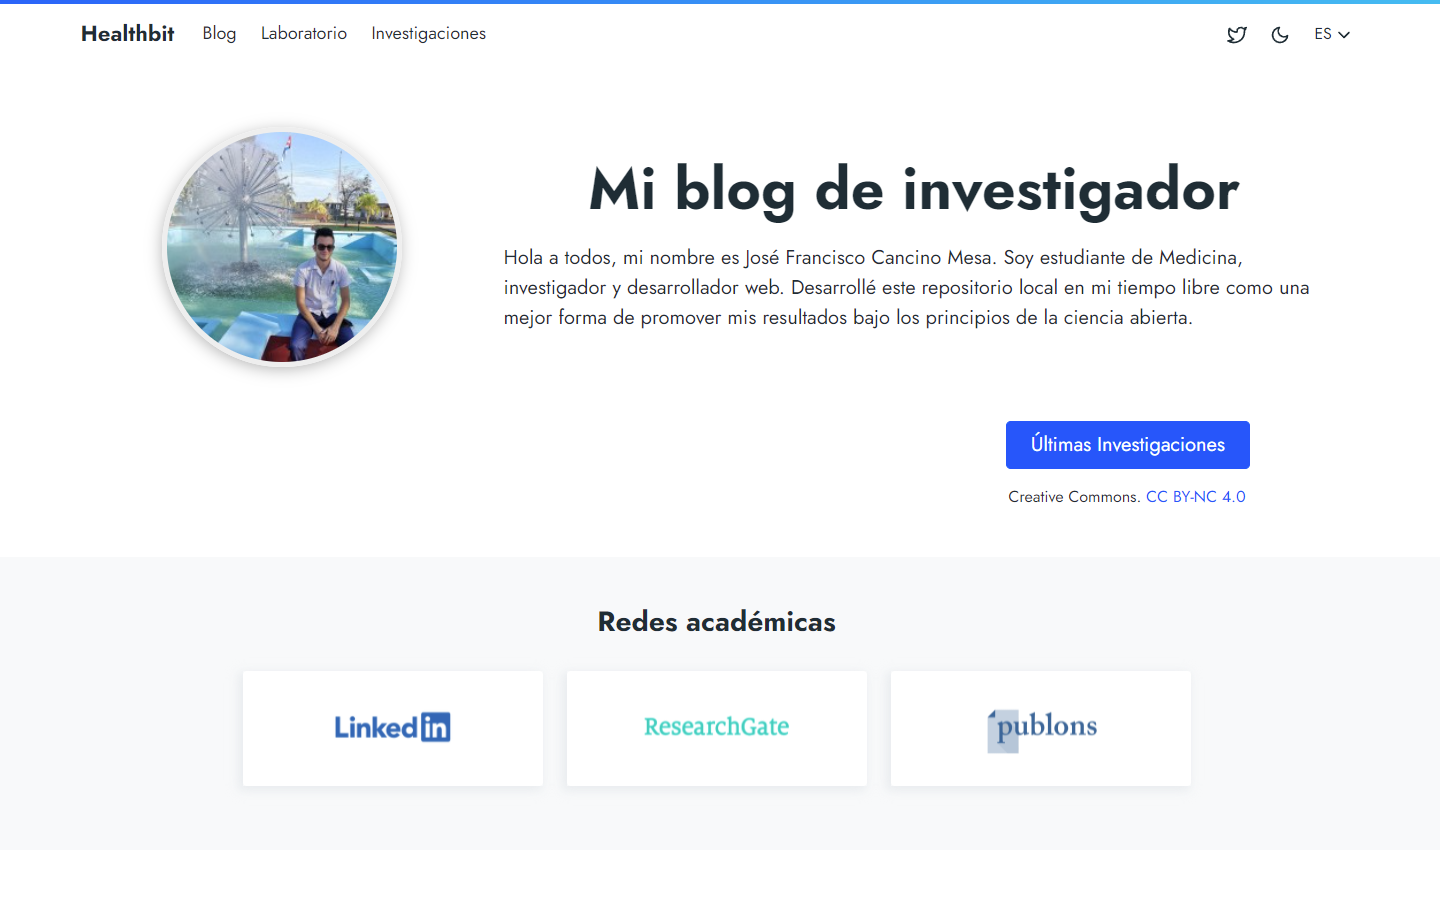 Healthbit Blog Laboratorio Investigaciones ES
Mi blog de investigador
Hola a todos, mi nombre es José Francisco Cancino Mesa. Soy estudiante de Medicina,
investigador y desarrollador web. Desarrollé este repositorio local en mi tiempo libre como una
mejor forma de promover mis resultados bajo los principios de la ciencia abierta.
Últimas Investigaciones
Creative Commons. CC BY-NC 4.0
Redes académicas
Linked in
ResearchGate
publons